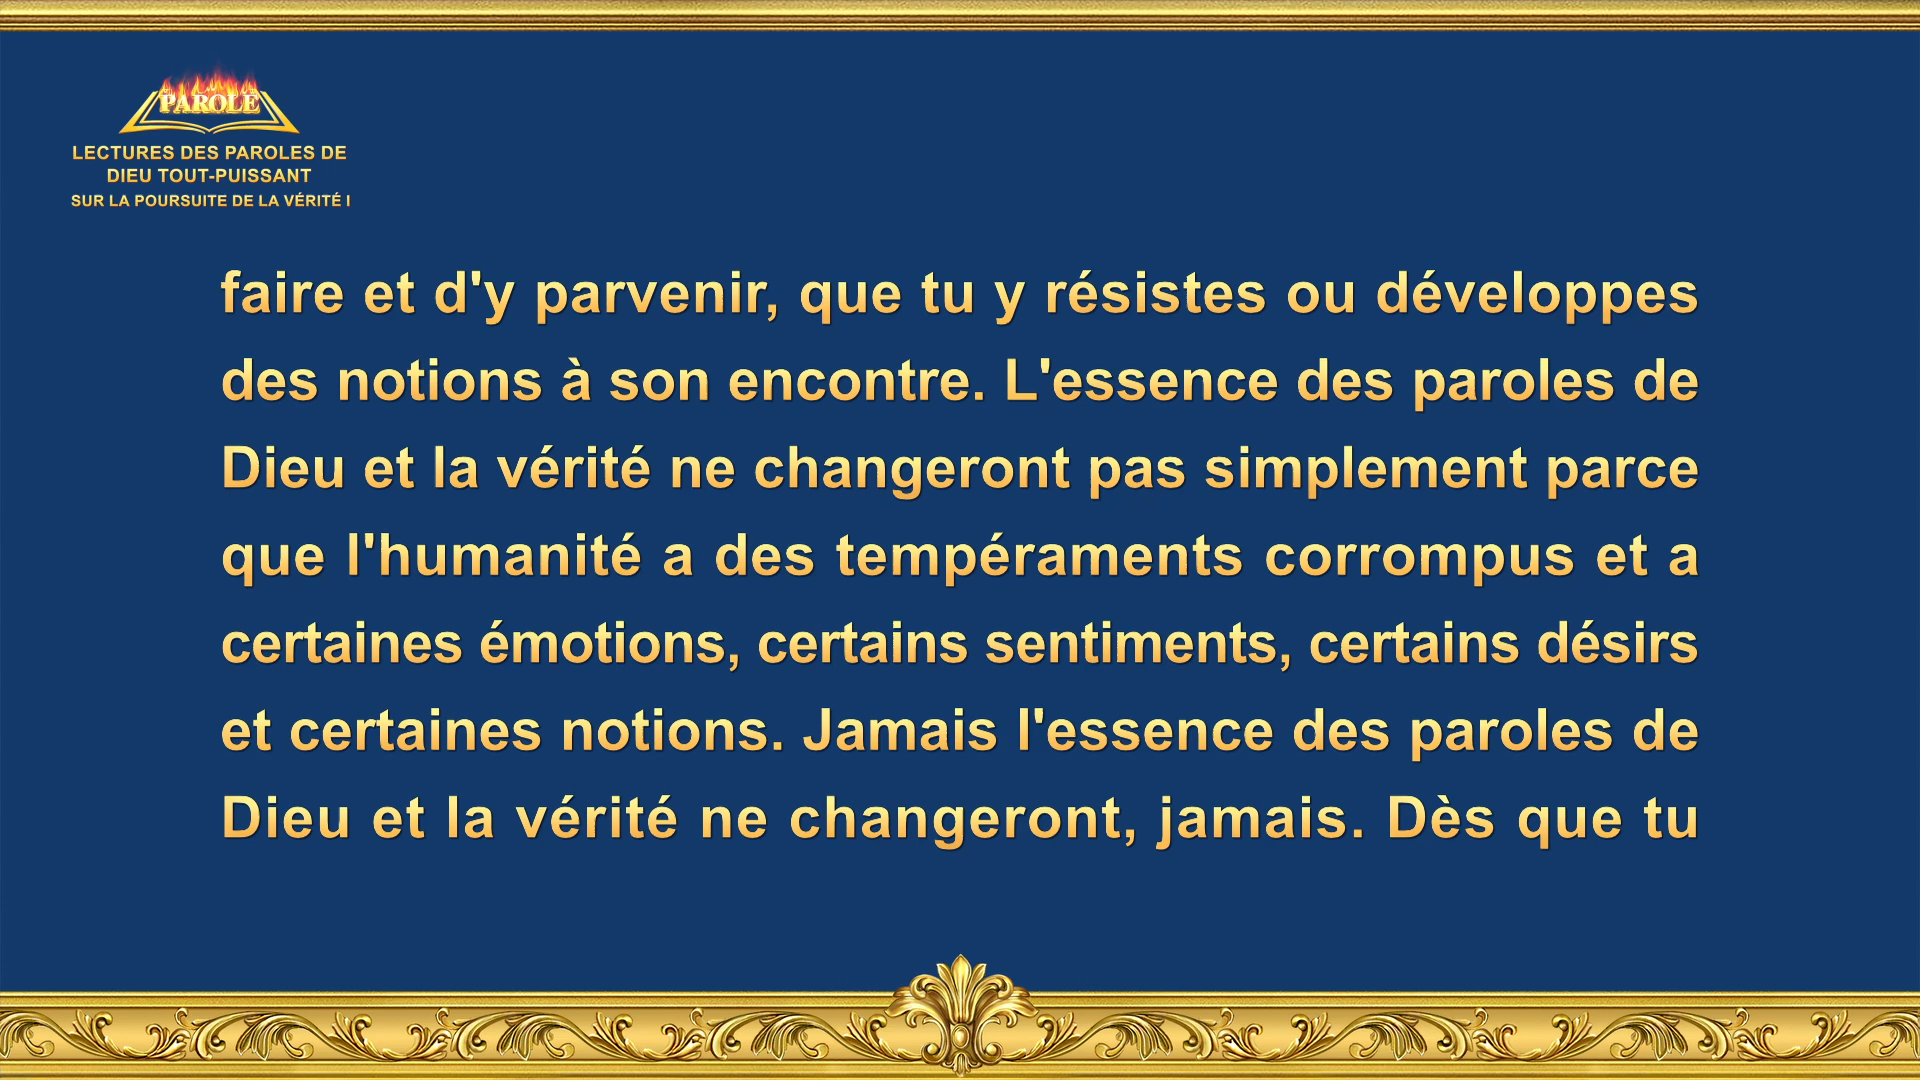 PAROLE
LECTURES DES PAROLES DE
DIEU TOUT-PUISSANT
SUR LA POURSUITE DE LA VÉRITÉ I
faire et d'y parvenir, que tu y résistes ou développes
des notions à son encontre. L'essence des paroles de
Dieu et la vérité ne changeront pas simplement parce
que l'humanité a des tempéraments corrompus et a
certaines émotions, certains sentiments, certains désirs
et certaines notions. Jamais l'essence des paroles de
Dieu et la vérité ne changeront, jamais. Dès que tu